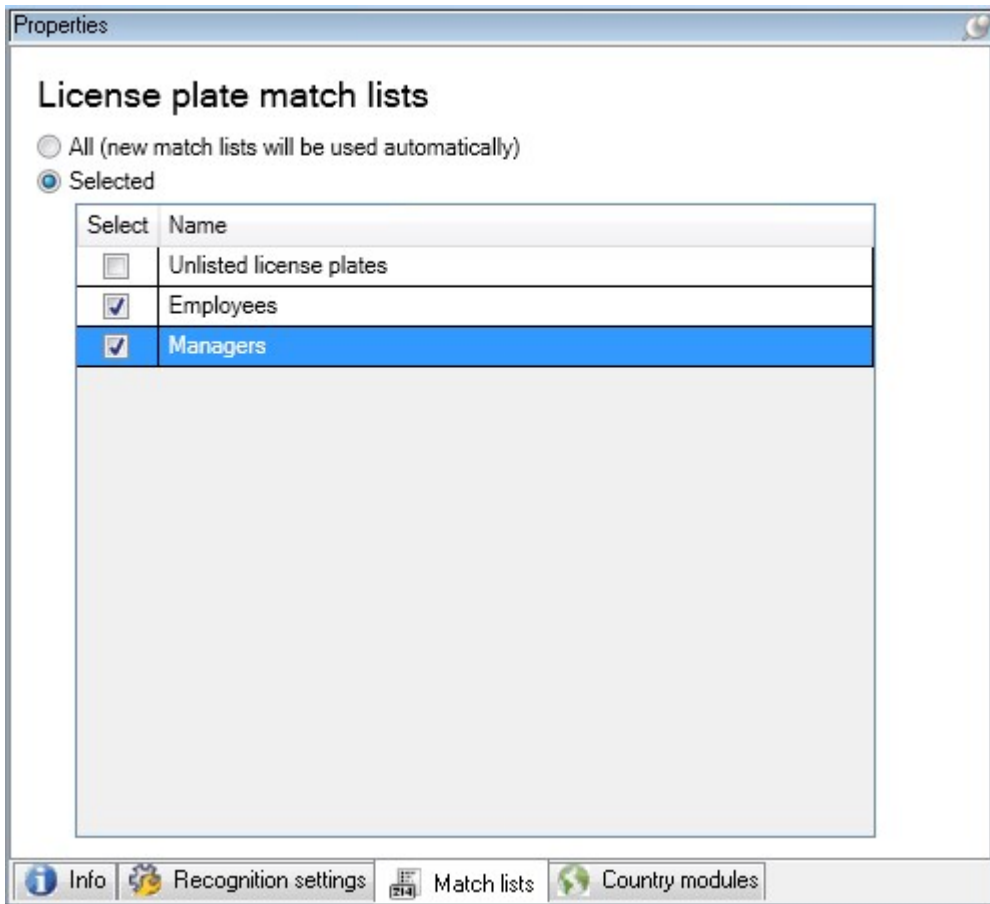 Properties
License plate match lists
All (new match lists will be used automatically)
Selected
Select Name
Unlisted license plates
Employees
Managers
Info Recognition settings 214 Match lists Country modules